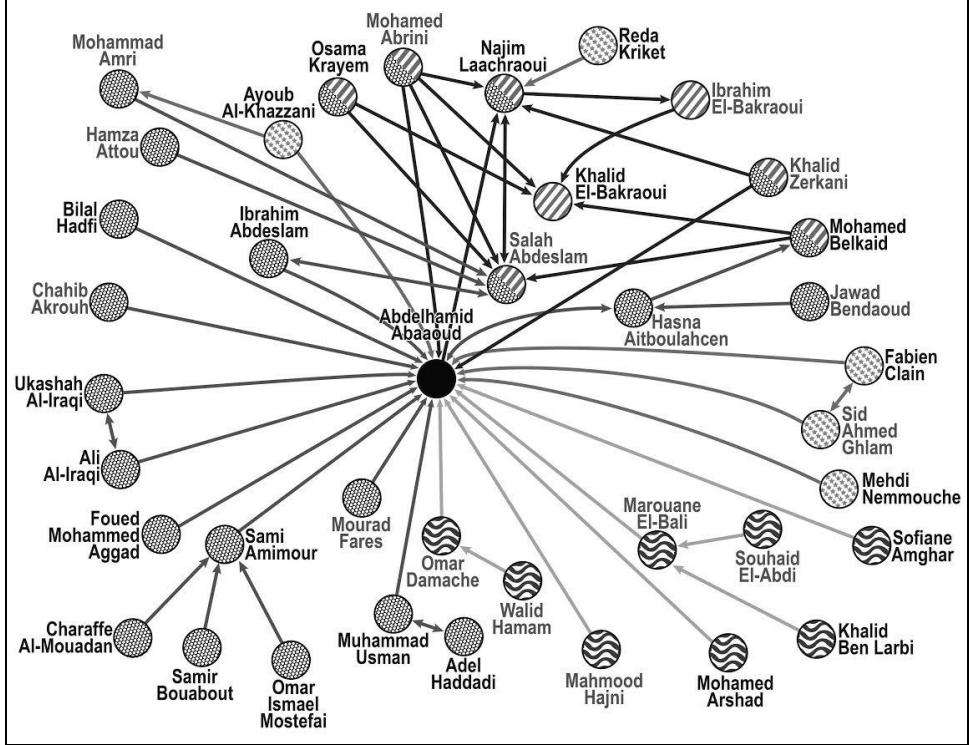 Mohammad
Amri
Osama
Krayem
Mohamed
Abrini
Najim
Laachraoui
Reda
Kriket
Ayoub
Al-Khazzani
Ibrahim
El-Bakraoui
Hamza
Attou
Khalid
El-Bakraoui
Khalid
Zerkani
Bilal
Hadfi
Ibrahim
Abdeslam
Salah
Abdeslam
Mohamed
Belkaid
Chahib
Akrouh
Abdelhamid
Abaaoud
Hasna
Aitboulahcen
Jawad
Bendaoud
Ukashah
Al-Iraqi
Fabien
Clain
Sid
Ahmed
Ghlam
Ali
Al-Iraqi
Mehdi
Nemmouche
Foued
Mohammed
Aggad
Sami
Amimour
Mourad
Fares
Omar
Damache
Marouane
El-Bali
Souhaid
El-Abdi
Sofiane
Amghar
Walid
Hamam
Charaffe
Al-Mouadan
Samir
Bouabout
Omar
Ismael
Mostefai
Muhammad
Usman
Adel
Haddadi
Mahmood
Hajni
Mohamed
Arshad
Khalid
Ben Larbi